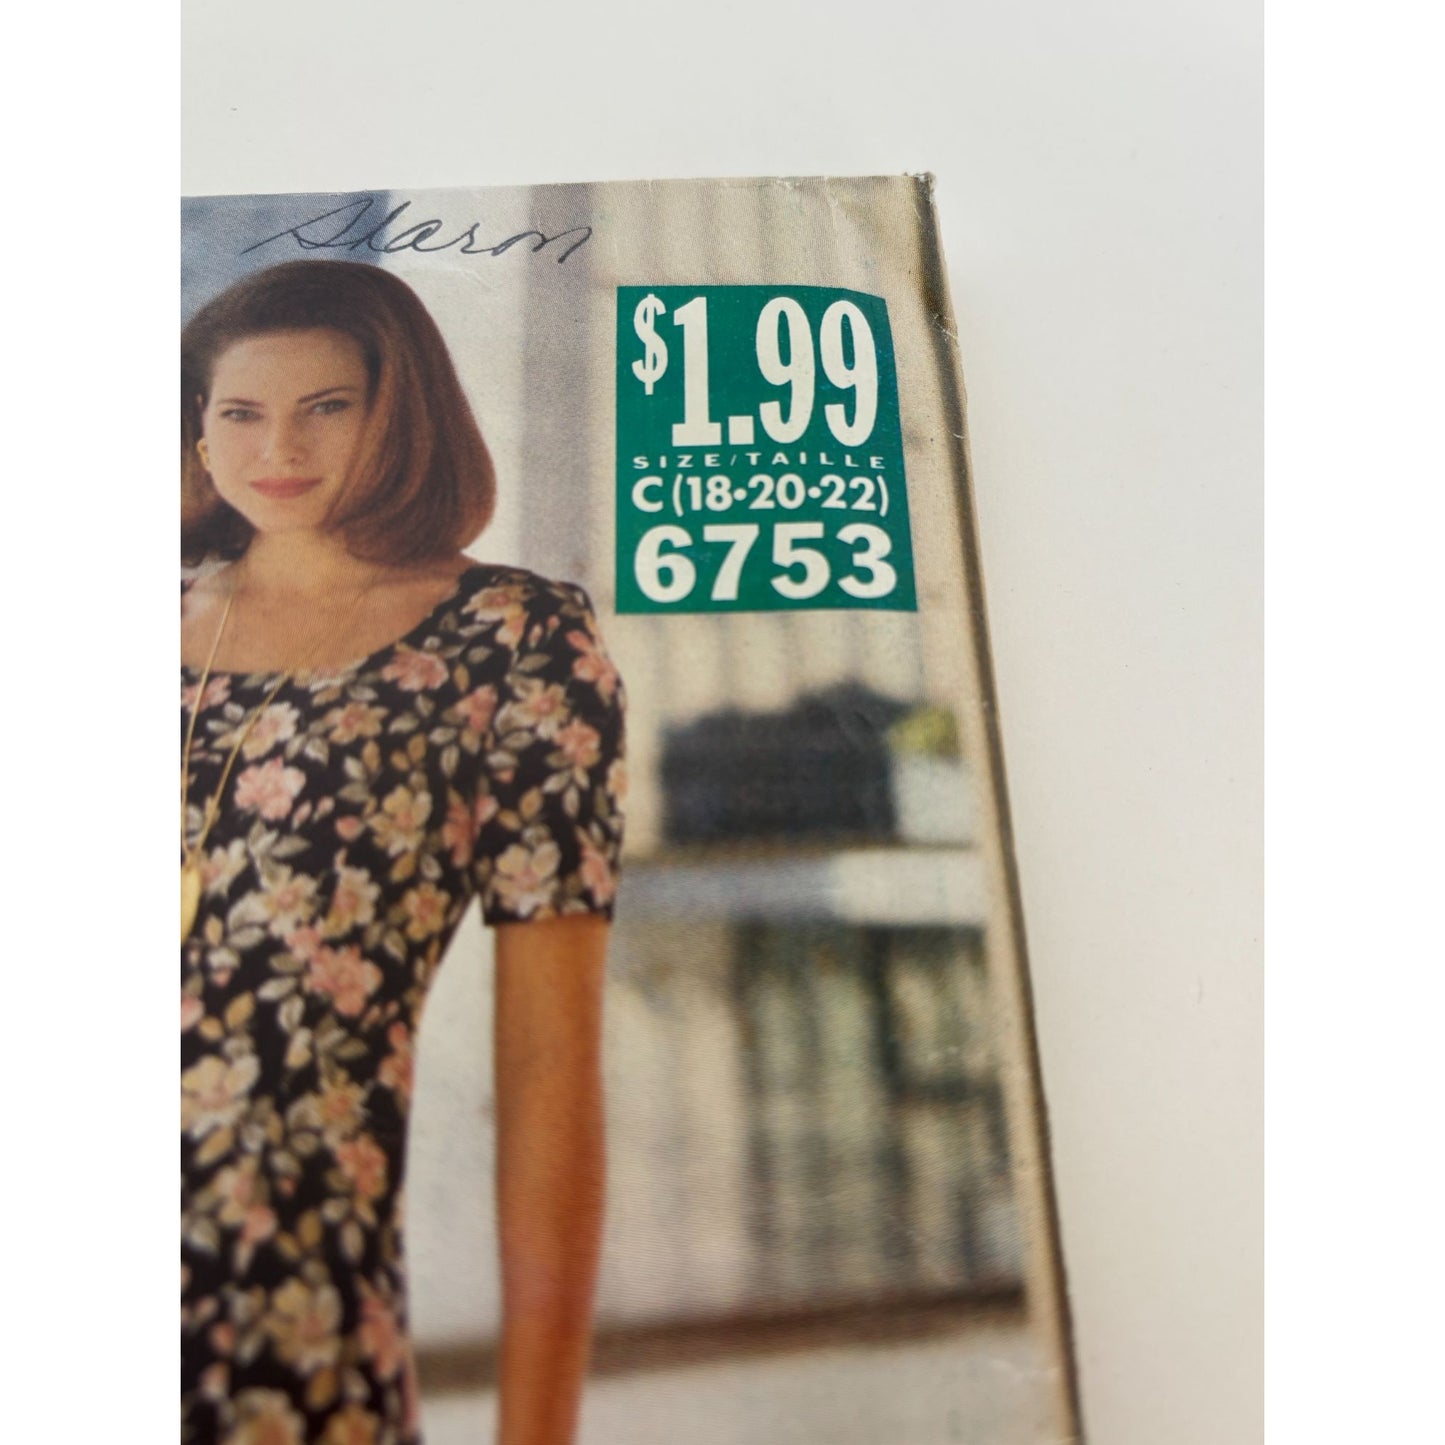 Sharon
$1.99
SIZE/TAILLE
C (18•20•22)
6753